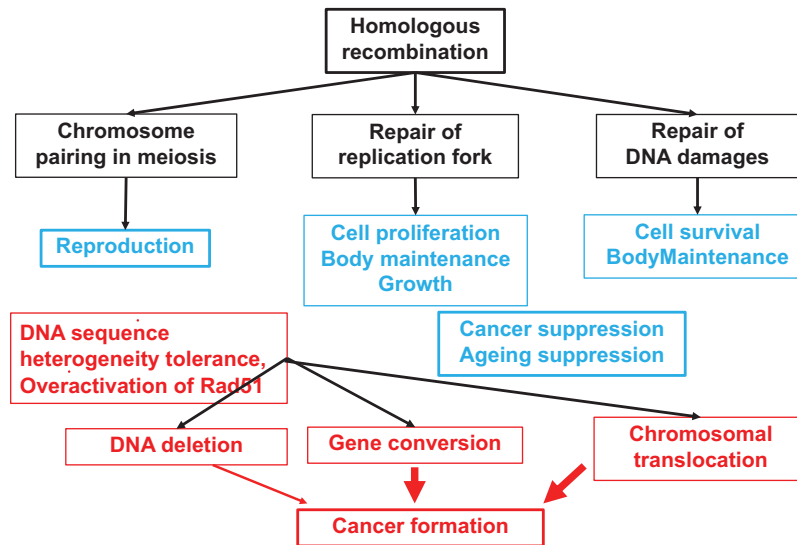 Homologous
recombination
Chromosome
pairing in meiosis
Repair of
replication fork
Repair of
DNA damages
Reproduction
Cell proliferation
Body maintenance
Growth
Cell survival
BodyMaintenance
DNA sequence
heterogeneity tolerance,
Overactivation of Rad51
Cancer suppression
Ageing suppression
DNA deletion
Gene conversion
Chromosomal
translocation
Cancer formation